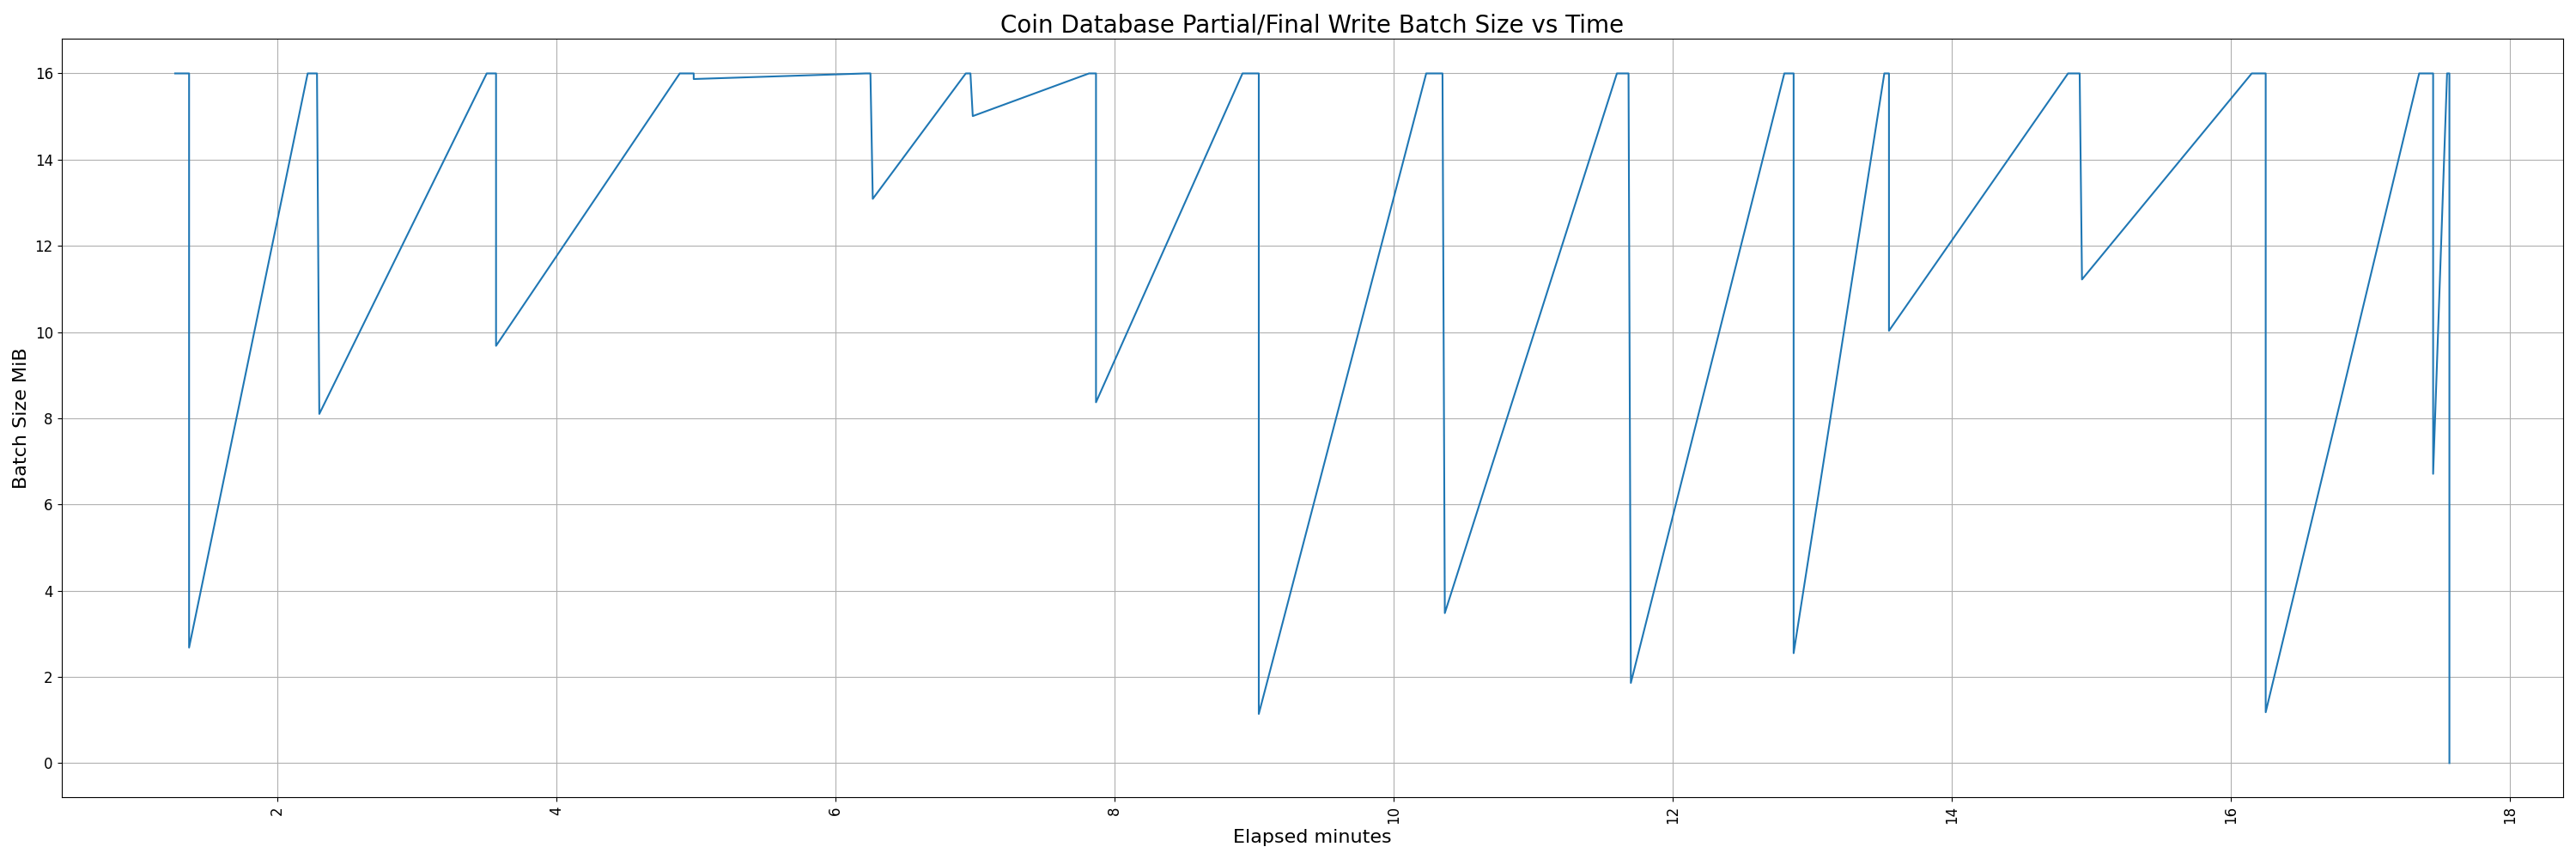 Coin Database Partial/Final Write Batch Size vs Time
Batch Size MiB
16
14
12
10
8
6
4
2
0
2 4 6 8 10 12 14 16 18
Elapsed minutes